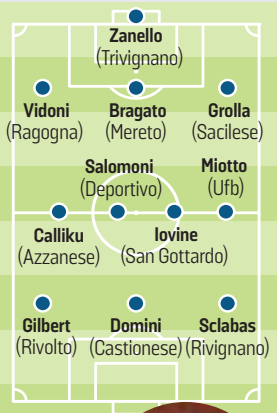 Zanello
(Trivignano)
Vidoni
(Ragogna)
Bragato
(Mereto)
Grolla
(Sacilese)
Salomoni
(Deportivo)
Miotto
(Ufb)
Calliku
(Azzanese)
Iovine
(San Gottardo)
Gilbert
(Rivolto)
Domini
(Castionese)
Sclabas
(Rivignano)